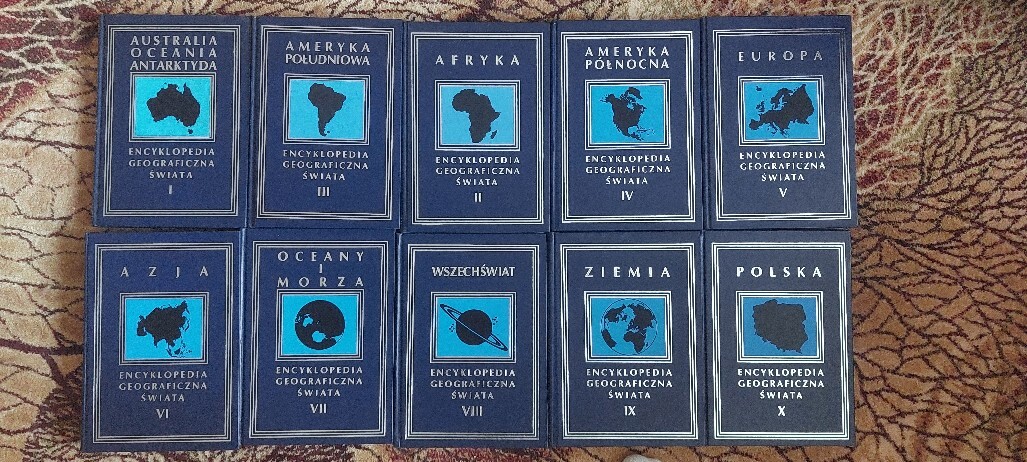 AUSTRALIA
OCEANIA
ANTARKTYDA
ENCYKLOPEDIA
GEOGRAFICZNA
ŚWIATA
I
AMERYKA
POŁUDNIOWA
ENCYKLOPEDIA
GEOGRAFICZNA
ŚWIATA
III
AFRYKA
ENCYKLOPEDIA
GEOGRAFICZNA
ŚWIATA
II
AMERYKA
PÓŁNOCNA
ENCYKLOPEDIA
GEOGRAFICZNA
ŚWIATA
IV
EUROPA
ENCYKLOPEDIA
GEOGRAFICZNA
ŚWIATA
V
AZJA
ENCYKLOPEDIA
GEOGRAFICZNA
ŚWIATA
VI
OCEANY
I
MORZA
ENCYKLOPEDIA
GEOGRAFICZNA
ŚWIATA
VII
WSZECHŚWIAT
ENCYKLOPEDIA
GEOGRAFICZNA
ŚWIATA
VIII
ZIEMIA
ENCYKLOPEDIA
GEOGRAFICZNA
ŚWIATA
IX
POLSKA
ENCYKLOPEDIA
GEOGRAFICZNA
ŚWIATA
X